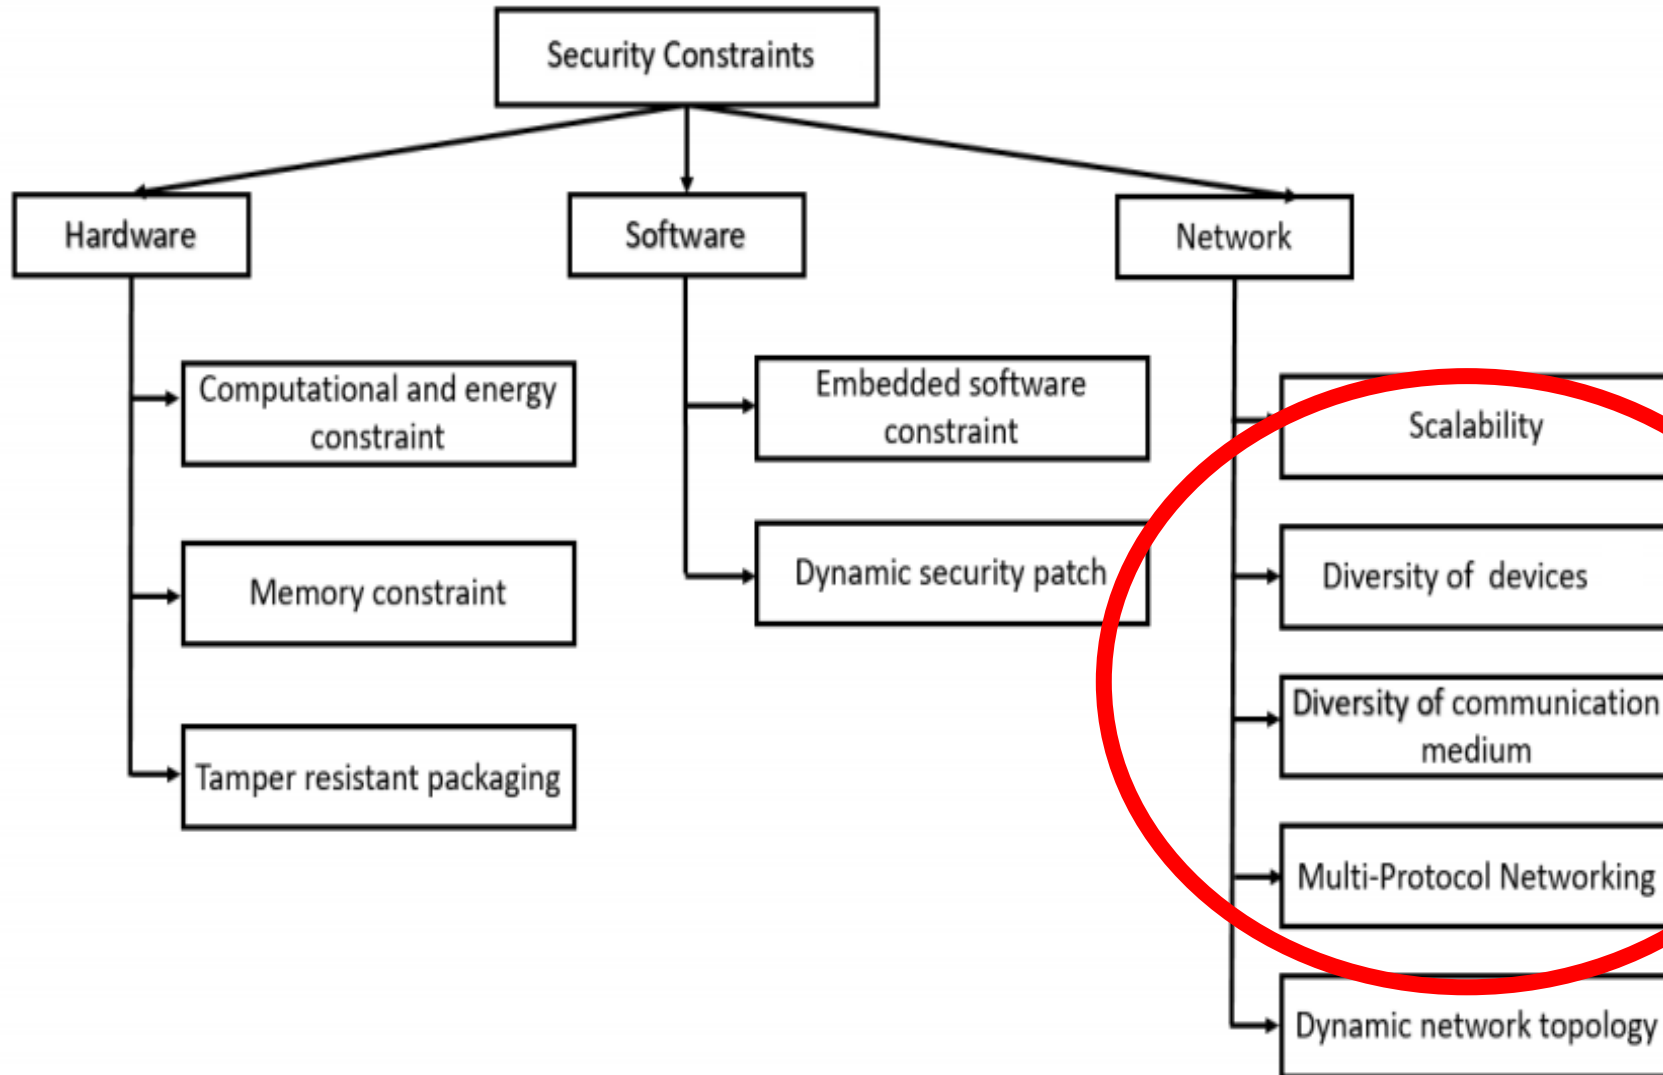 Security Constraints
Hardware
Software
Network
Computational and energy
constraint
Memory constraint
Tamper resistant packaging
Embedded software
constraint
Dynamic security patch
Scalability
Diversity of devices
Diversity of communication
medium
Multi-Protocol Networking
Dynamic network topology